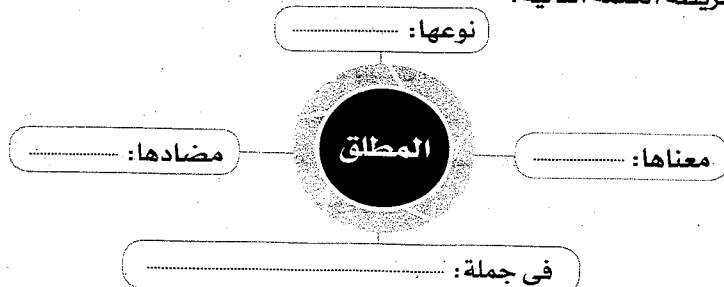 نوعها: ....................
المطلق
معناها: ....................
مضادها: ....................
في جملة: ....................